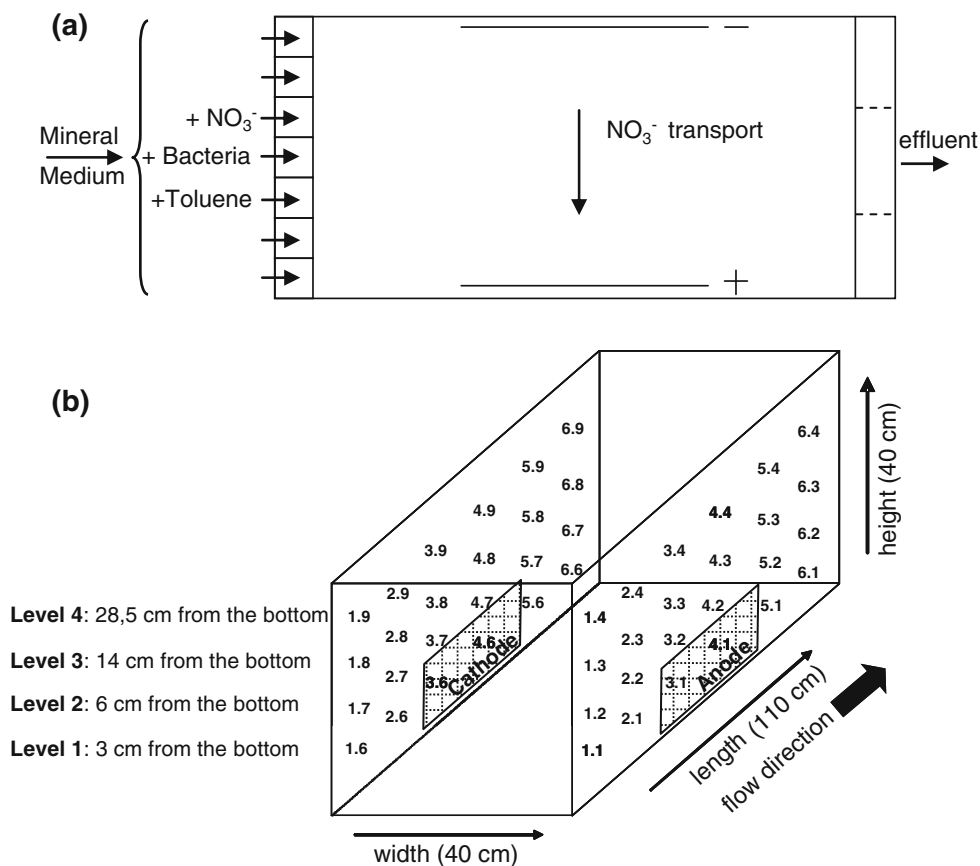 (a)
Mineral
Medium
+ NO₃⁻
+ Bacteria
+Toluene
NO₃⁻ transport
−
+
effluent
(b)
Level 4: 28,5 cm from the bottom
Level 3: 14 cm from the bottom
Level 2: 6 cm from the bottom
Level 1: 3 cm from the bottom
6.9
5.9
6.8
4.9 5.8 6.7
3.9 4.8 5.7 6.6
2.9 3.8 4.7 5.6
1.9 2.8 3.7 4.6
1.8 2.7 3.6
1.7 2.6
1.6
Cathode
6.4
5.4 6.3
4.4 5.3 6.2
3.4 4.3 5.2 6.1
2.4 3.3 4.2 5.1
1.4 2.3 3.2 4.1
1.3 2.2 3.1
1.2 2.1
1.1
Anode
height (40 cm)
length (110 cm)
flow direction
width (40 cm)